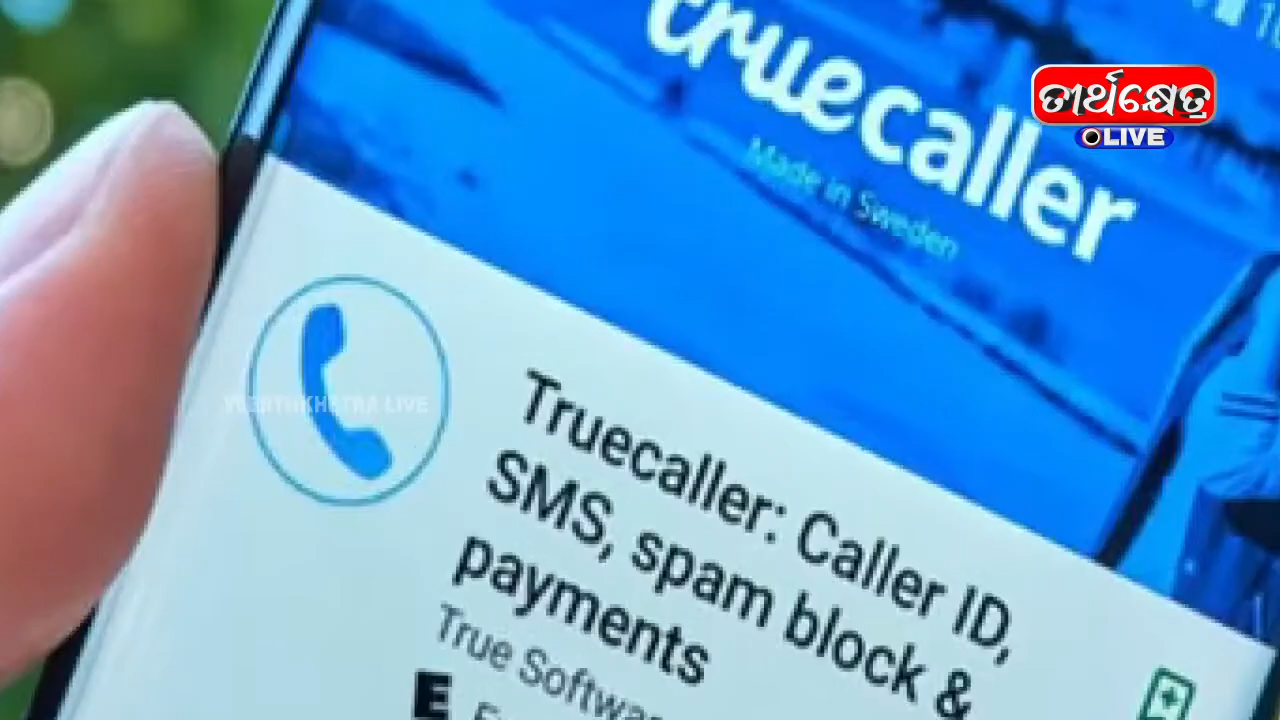 truecaller
Made in Sweden
ତୀର୍ଥକ୍ଷେତ୍ର
LIVE
Truecaller: Caller ID,
SMS, spam block &
payments
True Softwa
E